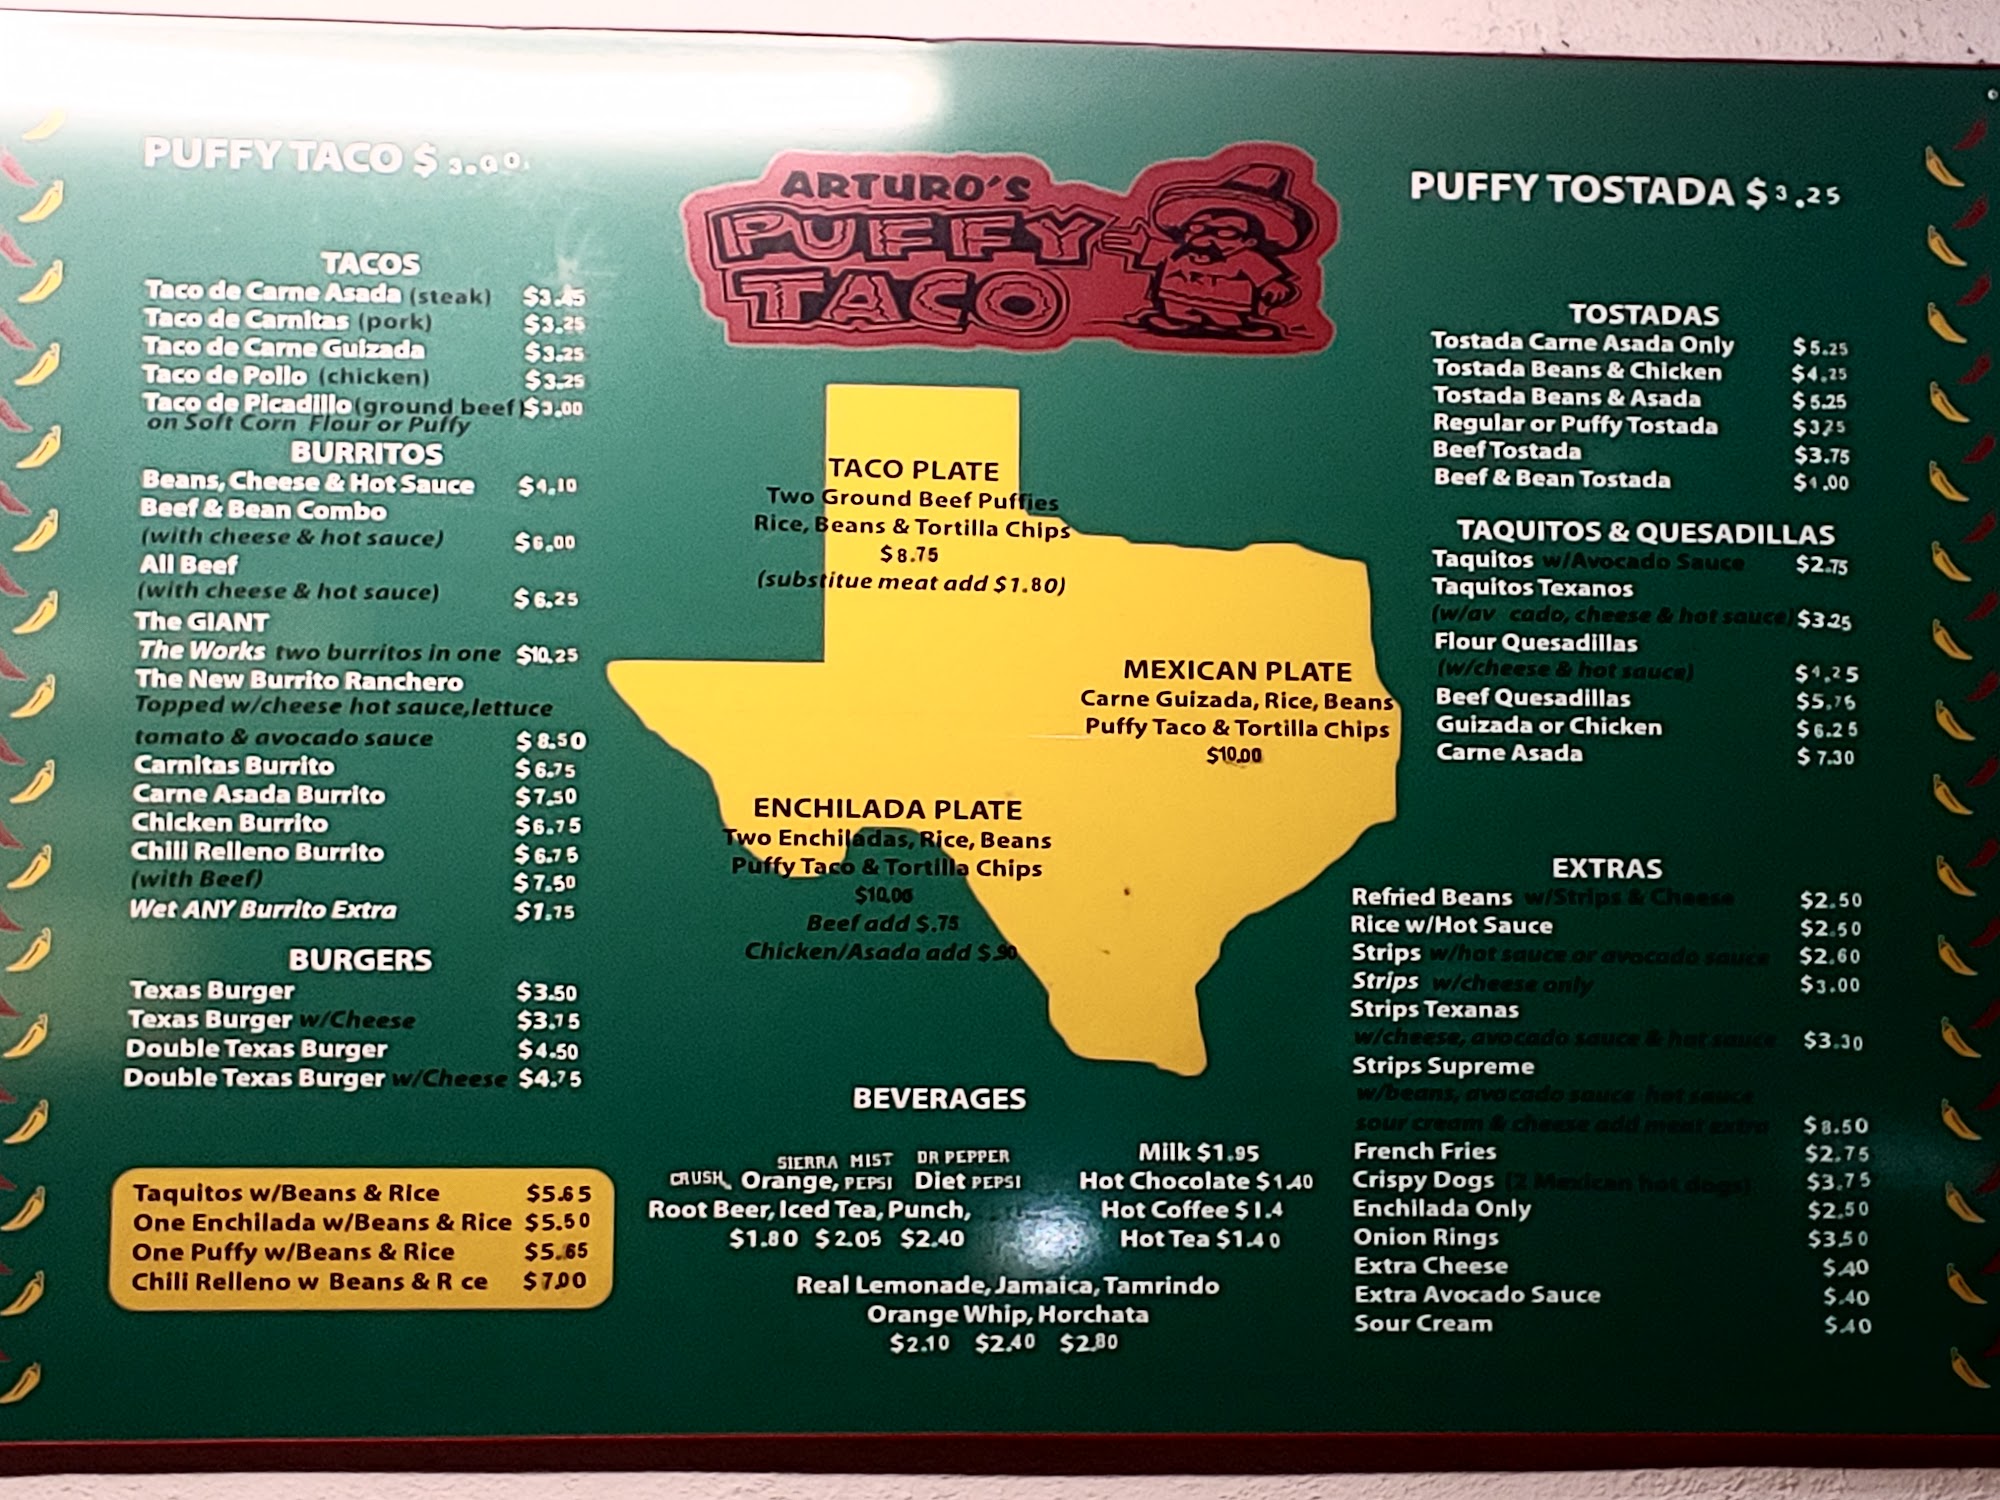 PUFFY TACO $ 3.00
TACOS
Taco de Carne Asada (steak) $3.45
Taco de Carnitas (pork) $3.25
Taco de Carne Guizada $3.25
Taco de Pollo (chicken) $3.25
Taco de Picadillo(ground beef) $3.00
on Soft Corn Flour or Puffy
BURRITOS
Beans, Cheese & Hot Sauce $4.10
Beef & Bean Combo
(with cheese & hot sauce) $6.00
All Beef
(with cheese & hot sauce) $6.25
The GIANT
The Works two burritos in one $10.25
The New Burrito Ranchero
Topped w/cheese hot sauce,lettuce
tomato & avocado sauce $8.50
Carnitas Burrito $6.75
Carne Asada Burrito $7.50
Chicken Burrito $6.75
Chili Relleno Burrito $6.75
(with Beef) $7.50
Wet ANY Burrito Extra $1.75
BURGERS
Texas Burger $3.50
Texas Burger w/Cheese $3.75
Double Texas Burger $4.50
Double Texas Burger w/Cheese $4.75
Taquitos w/Beans & Rice $5.65
One Enchilada w/Beans & Rice $5.50
One Puffy w/Beans & Rice $5.65
Chili Relleno w Beans & R ce $7.00
ARTURO'S
PUFFY
TACO
ART
TACO PLATE
Two Ground Beef Puffies
Rice, Beans & Tortilla Chips
$8.75
(substitue meat add $1.80)
MEXICAN PLATE
Carne Guizada, Rice, Beans
Puffy Taco & Tortilla Chips
$10.00
ENCHILADA PLATE
Two Enchiladas, Rice, Beans
Puffy Taco & Tortilla Chips
$10.00
Beef add $.75
Chicken/Asada add $.90
BEVERAGES
SIERRA MIST DR PEPPER
CRUSH, Orange, PEPSI Diet PEPSI
Root Beer, Iced Tea, Punch,
$1.80 $2.05 $2.40
Milk $1.95
Hot Chocolate $1.40
Hot Coffee $1.4
Hot Tea $1.40
Real Lemonade, Jamaica, Tamrindo
Orange Whip, Horchata
$2.10 $2.40 $2.80
PUFFY TOSTADA $3.25
TOSTADAS
Tostada Carne Asada Only $5.25
Tostada Beans & Chicken $4.25
Tostada Beans & Asada $5.25
Regular or Puffy Tostada $3.25
Beef Tostada $3.75
Beef & Bean Tostada $4.00
TAQUITOS & QUESADILLAS
Taquitos w/Avocado Sauce $2.75
Taquitos Texanos
(w/av cado, cheese & hot sauce) $3.25
Flour Quesadillas
(w/cheese & hot sauce) $4.25
Beef Quesadillas $5.75
Guizada or Chicken $6.25
Carne Asada $7.30
EXTRAS
Refried Beans w/Strips & Cheese $2.50
Rice w/Hot Sauce $2.50
Strips w/hot sauce or avocado sauce $2.60
Strips w/cheese only $3.00
Strips Texanas
w/cheese, avocado sauce & hot sauce $3.30
Strips Supreme
w/beans, avocado sauce hot sauce
sour cream & cheese add meat extra $8.50
French Fries $2.75
Crispy Dogs (2 Mexican hot dogs) $3.75
Enchilada Only $2.50
Onion Rings $3.50
Extra Cheese $.40
Extra Avocado Sauce $.40
Sour Cream $.40